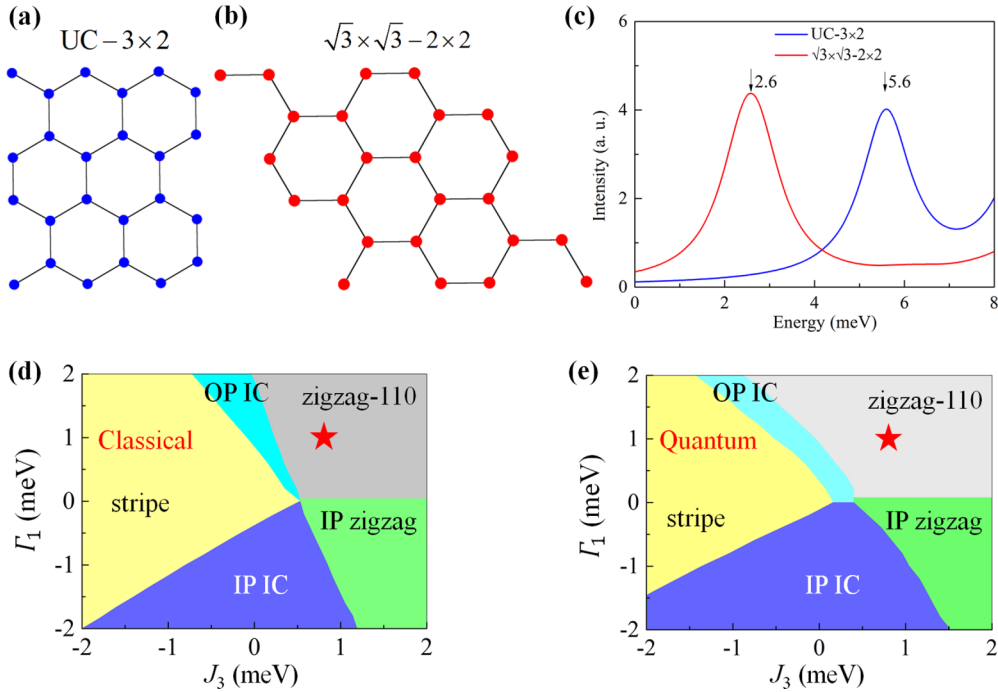 (a)
UC − 3×2
(b)
√3×√3−2×2
(c)
6
4
2
0
Intensity (a. u.)
UC-3×2
√3×√3-2×2
2.6
5.6
0
2
4
6
8
Energy (meV)
(d)
2
1
0
-1
-2
Γ₁ (meV)
OP IC
zigzag-110
Classical
stripe
IP zigzag
IP IC
-2
-1
0
1
2
J₃ (meV)
(e)
2
1
0
-1
-2
Γ₁ (meV)
OP IC
zigzag-110
Quantum
stripe
IP zigzag
IP IC
-2
-1
0
1
2
J₃ (meV)